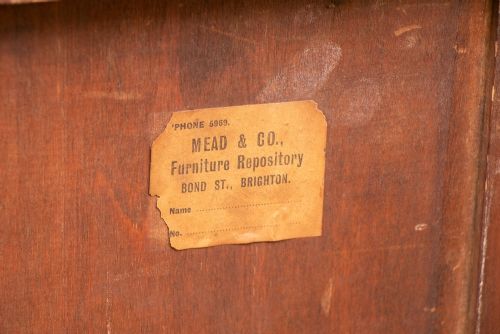 'PHONE 5969.
MEAD & CO.,
Furniture Repository
BOND ST., BRIGHTON.
Name ..............................
No. ..............................